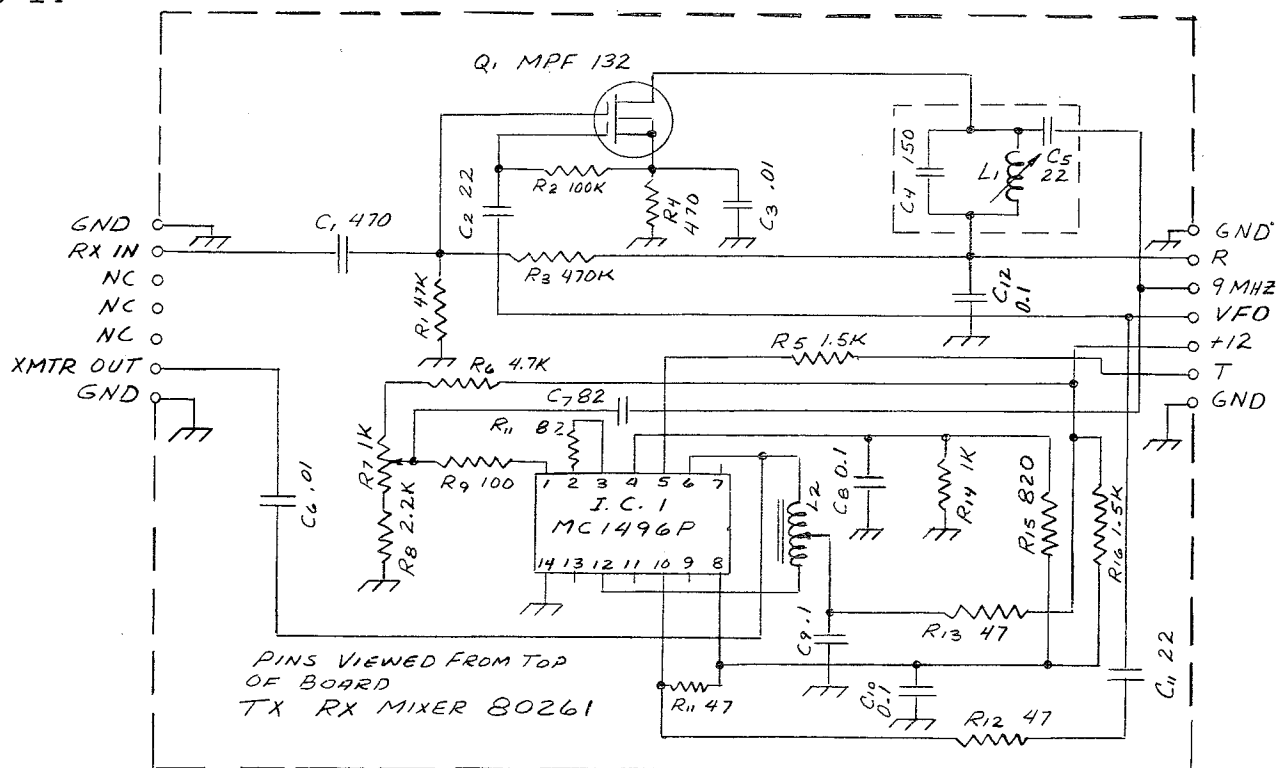 Q1 MPF 132
C4 150
L1
C5
22
C2 22
R2 100K
R4
470
C3 .01
GND
RX IN
NC
NC
NC
XMTR OUT
GND
C1 470
R3 470K
R1 47K
C12
0.1
GND
R
9 MHZ
VFO
+12
T
GND
R5 1.5K
R6 4.7K
C7 82
R11 82
R7 1K
R9 100
R8 2.2K
C6 .01
1 2 3 4 5 6 7
I.C. 1
MC1496P
14 13 12 11 10 9 8
L2
C8 0.1
R14 1K
R15 820
R16 1.5K
C9 .1
R13 47
C10
0.1
R11 47
R12 47
C11 22
PINS VIEWED FROM TOP
OF BOARD
TX RX MIXER 80261